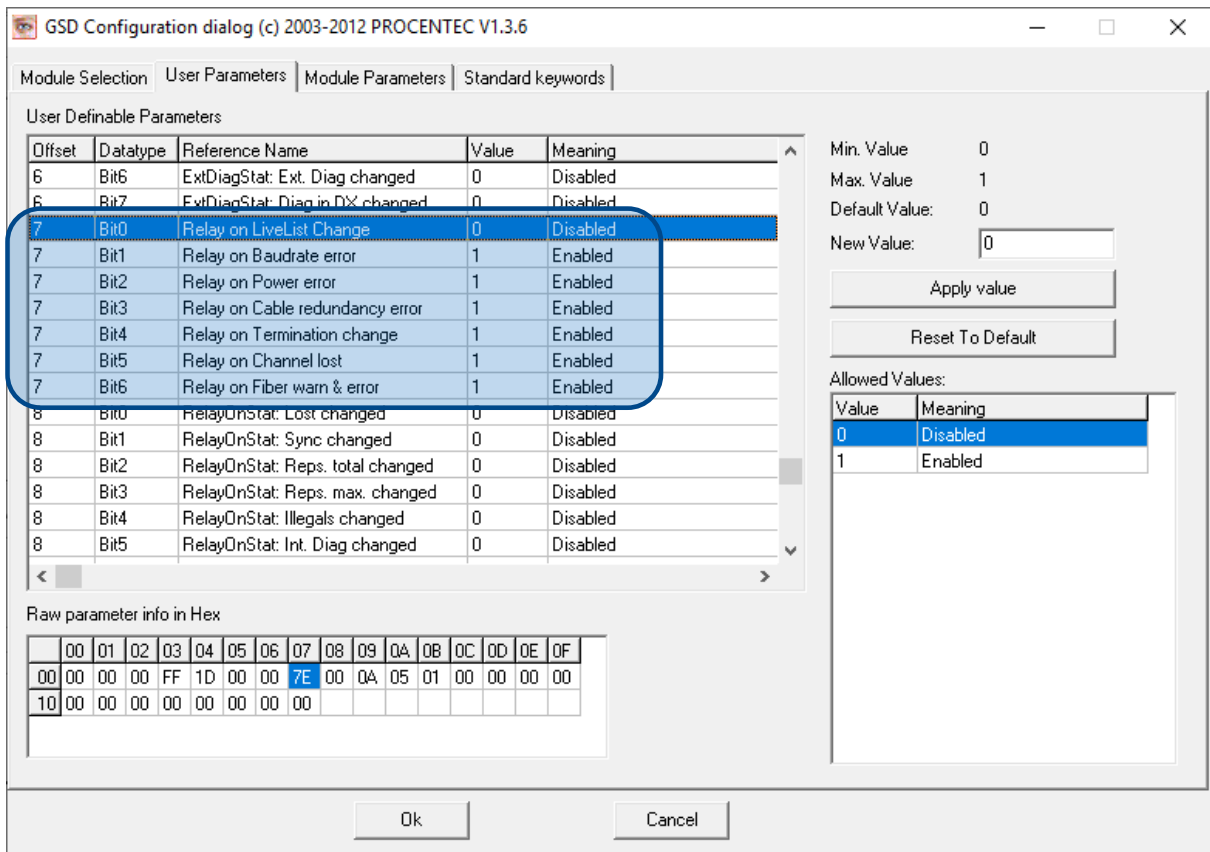 GSD Configuration dialog (c) 2003-2012 PROCENTEC V1.3.6
Module Selection User Parameters Module Parameters Standard keywords
User Definable Parameters
Offset Datatype Reference Name Value Meaning
6 Bit6 ExtDiagStat: Ext. Diag changed 0 Disabled
6 Bit7 ExtDiagStat: Diag in DX changed 0 Disabled
7 Bit0 Relay on LiveList Change 0 Disabled
7 Bit1 Relay on Baudrate error 1 Enabled
7 Bit2 Relay on Power error 1 Enabled
7 Bit3 Relay on Cable redundancy error 1 Enabled
7 Bit4 Relay on Termination change 1 Enabled
7 Bit5 Relay on Channel lost 1 Enabled
7 Bit6 Relay on Fiber warn & error 1 Enabled
8 Bit0 RelayOnStat: Lost changed 0 Disabled
8 Bit1 RelayOnStat: Sync changed 0 Disabled
8 Bit2 RelayOnStat: Reps. total changed 0 Disabled
8 Bit3 RelayOnStat: Reps. max. changed 0 Disabled
8 Bit4 RelayOnStat: Illegals changed 0 Disabled
8 Bit5 RelayOnStat: Int. Diag changed 0 Disabled
Min. Value 0
Max. Value 1
Default Value: 0
New Value: 0
Apply value
Reset To Default
Allowed Values:
Value Meaning
0 Disabled
1 Enabled
Raw parameter info in Hex
00 01 02 03 04 05 06 07 08 09 0A 0B 0C 0D 0E 0F
00 00 00 00 FF 1D 00 00 7E 00 0A 05 01 00 00 00 00
10 00 00 00 00 00 00 00 00
Ok Cancel